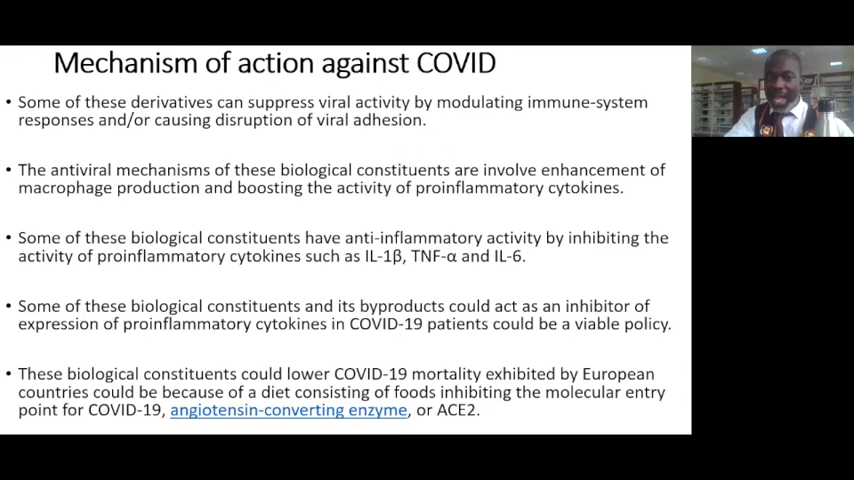 Mechanism of action against COVID
• Some of these derivatives can suppress viral activity by modulating immune-system
responses and/or causing disruption of viral adhesion.
• The antiviral mechanisms of these biological constituents are involve enhancement of
macrophage production and boosting the activity of proinflammatory cytokines.
• Some of these biological constituents have anti-inflammatory activity by inhibiting the
activity of proinflammatory cytokines such as IL-1β, TNF-α and IL-6.
• Some of these biological constituents and its byproducts could act as an inhibitor of
expression of proinflammatory cytokines in COVID-19 patients could be a viable policy.
• These biological constituents could lower COVID-19 mortality exhibited by European
countries could be because of a diet consisting of foods inhibiting the molecular entry
point for COVID-19, angiotensin-converting enzyme, or ACE2.